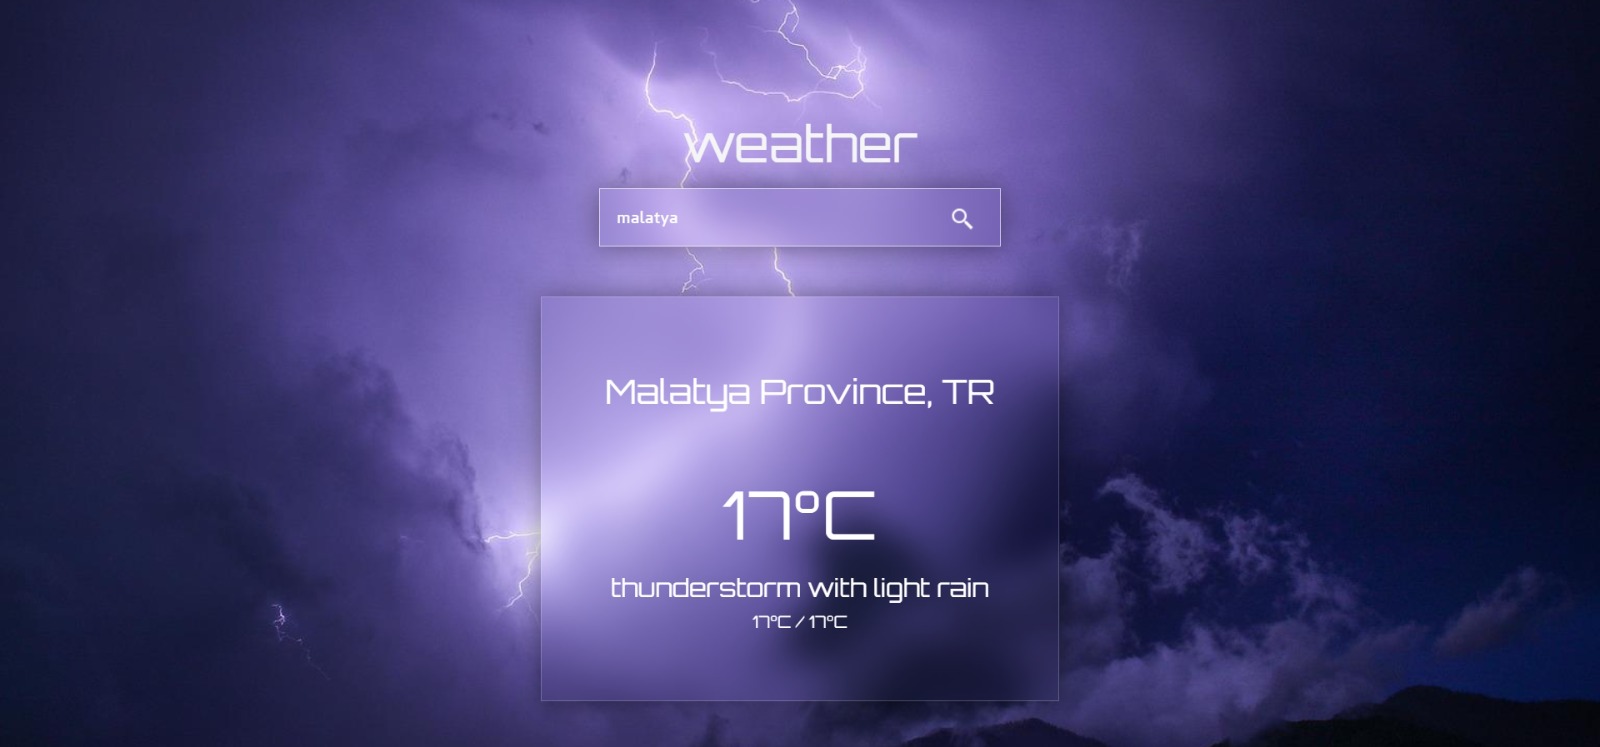 weather
malatya
Malatya Province, TR
17°C
thunderstorm with light rain
17°C / 17°C